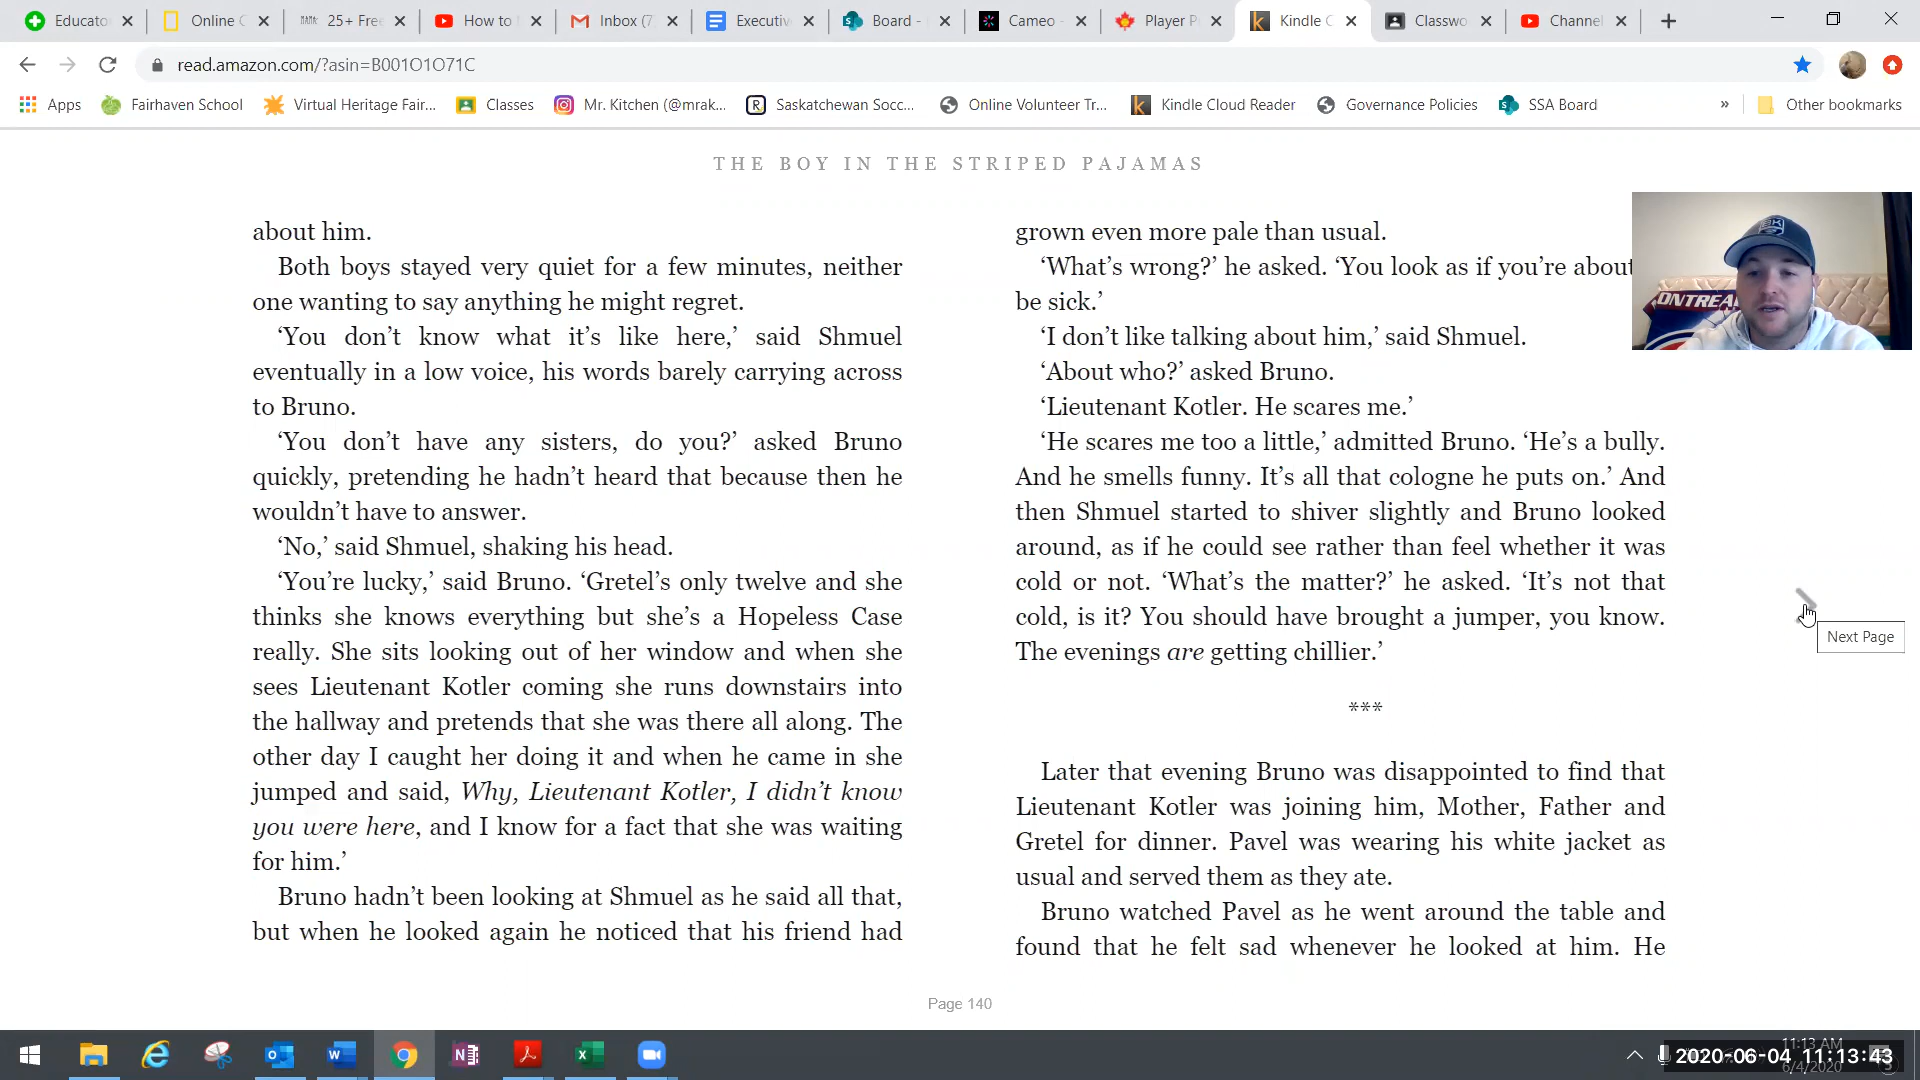 Educato
Online C
25+ Free
How to
Inbox (7
Executiv
Board -
Cameo -
Player P
Kindle C
Classwo
Channel
read.amazon.com/?asin=B001O1O71C
Apps
Fairhaven School
Virtual Heritage Fair...
Classes
Mr. Kitchen (@mrak...
Saskatchewan Socc...
Online Volunteer Tr...
Kindle Cloud Reader
Governance Policies
SSA Board
»
Other bookmarks
THE BOY IN THE STRIPED PAJAMAS
about him.
Both boys stayed very quiet for a few minutes, neither
one wanting to say anything he might regret.
‘You don’t know what it’s like here,’ said Shmuel
eventually in a low voice, his words barely carrying across
to Bruno.
‘You don’t have any sisters, do you?’ asked Bruno
quickly, pretending he hadn’t heard that because then he
wouldn’t have to answer.
‘No,’ said Shmuel, shaking his head.
‘You’re lucky,’ said Bruno. ‘Gretel’s only twelve and she
thinks she knows everything but she’s a Hopeless Case
really. She sits looking out of her window and when she
sees Lieutenant Kotler coming she runs downstairs into
the hallway and pretends that she was there all along. The
other day I caught her doing it and when he came in she
jumped and said, Why, Lieutenant Kotler, I didn’t know
you were here, and I know for a fact that she was waiting
for him.’
Bruno hadn’t been looking at Shmuel as he said all that,
but when he looked again he noticed that his friend had
grown even more pale than usual.
‘What’s wrong?’ he asked. ‘You look as if you’re about
be sick.’
‘I don’t like talking about him,’ said Shmuel.
‘About who?’ asked Bruno.
‘Lieutenant Kotler. He scares me.’
‘He scares me too a little,’ admitted Bruno. ‘He’s a bully.
And he smells funny. It’s all that cologne he puts on.’ And
then Shmuel started to shiver slightly and Bruno looked
around, as if he could see rather than feel whether it was
cold or not. ‘What’s the matter?’ he asked. ‘It’s not that
cold, is it? You should have brought a jumper, you know.
The evenings are getting chillier.’
***
Later that evening Bruno was disappointed to find that
Lieutenant Kotler was joining him, Mother, Father and
Gretel for dinner. Pavel was wearing his white jacket as
usual and served them as they ate.
Bruno watched Pavel as he went around the table and
found that he felt sad whenever he looked at him. He
ONTREA
Next Page
Page 140
11:13 AM
2020-06-04 11:13:43
6/4/2020